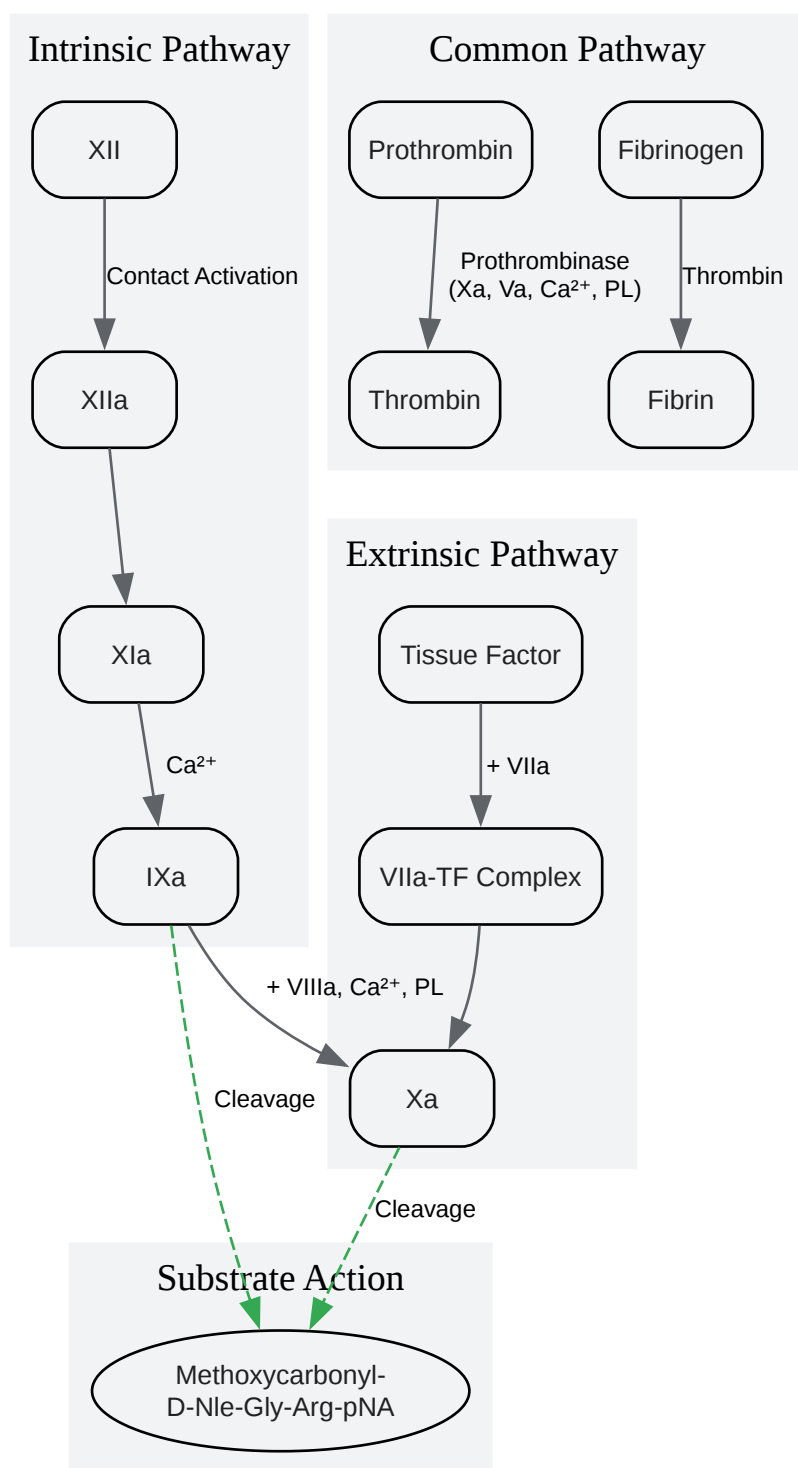 Intrinsic Pathway
XII
Contact Activation
XIIa
XIa
Ca²⁺
IXa
Common Pathway
Prothrombin
Fibrinogen
Prothrombinase
(Xa, Va, Ca²⁺, PL)
Thrombin
Thrombin
Fibrin
Extrinsic Pathway
Tissue Factor
+ VIIa
VIIa-TF Complex
+ VIIIa, Ca²⁺, PL
Xa
Cleavage
Cleavage
Substrate Action
Methoxycarbonyl-
D-Nle-Gly-Arg-pNA